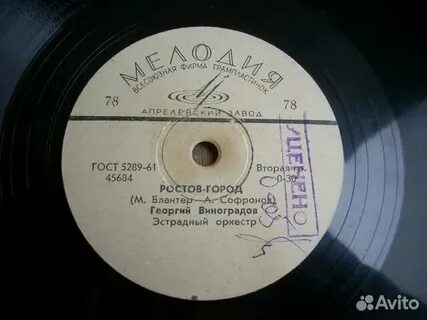 МЕЛОДИЯ
ВСЕСОЮЗНАЯ ФИРМА ГРАМПЛАСТИНОК
78 78
АПРЕЛЕВСКИЙ ЗАВОД
ГОСТ 5289-61 Вторая гр.
45684
РОСТОВ-ГОРОД
(М. Блантер—А. Софронов)
Георгий Виноградов
Эстрадный оркестр
УЦЕНЕНО
Avito